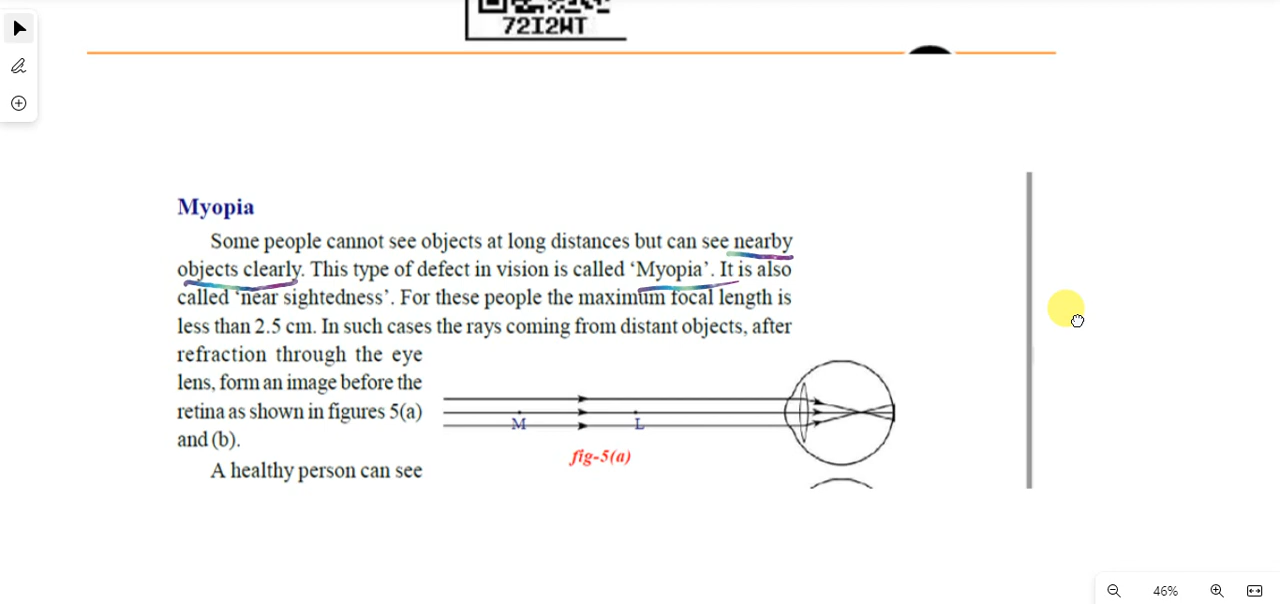 72I2WT
Myopia
Some people cannot see objects at long distances but can see nearby
objects clearly. This type of defect in vision is called ‘Myopia’. It is also
called ‘near sightedness’. For these people the maximum focal length is
less than 2.5 cm. In such cases the rays coming from distant objects, after
refraction through the eye
lens, form an image before the
retina as shown in figures 5(a)
and (b).
A healthy person can see
M
L
fig-5(a)
46%